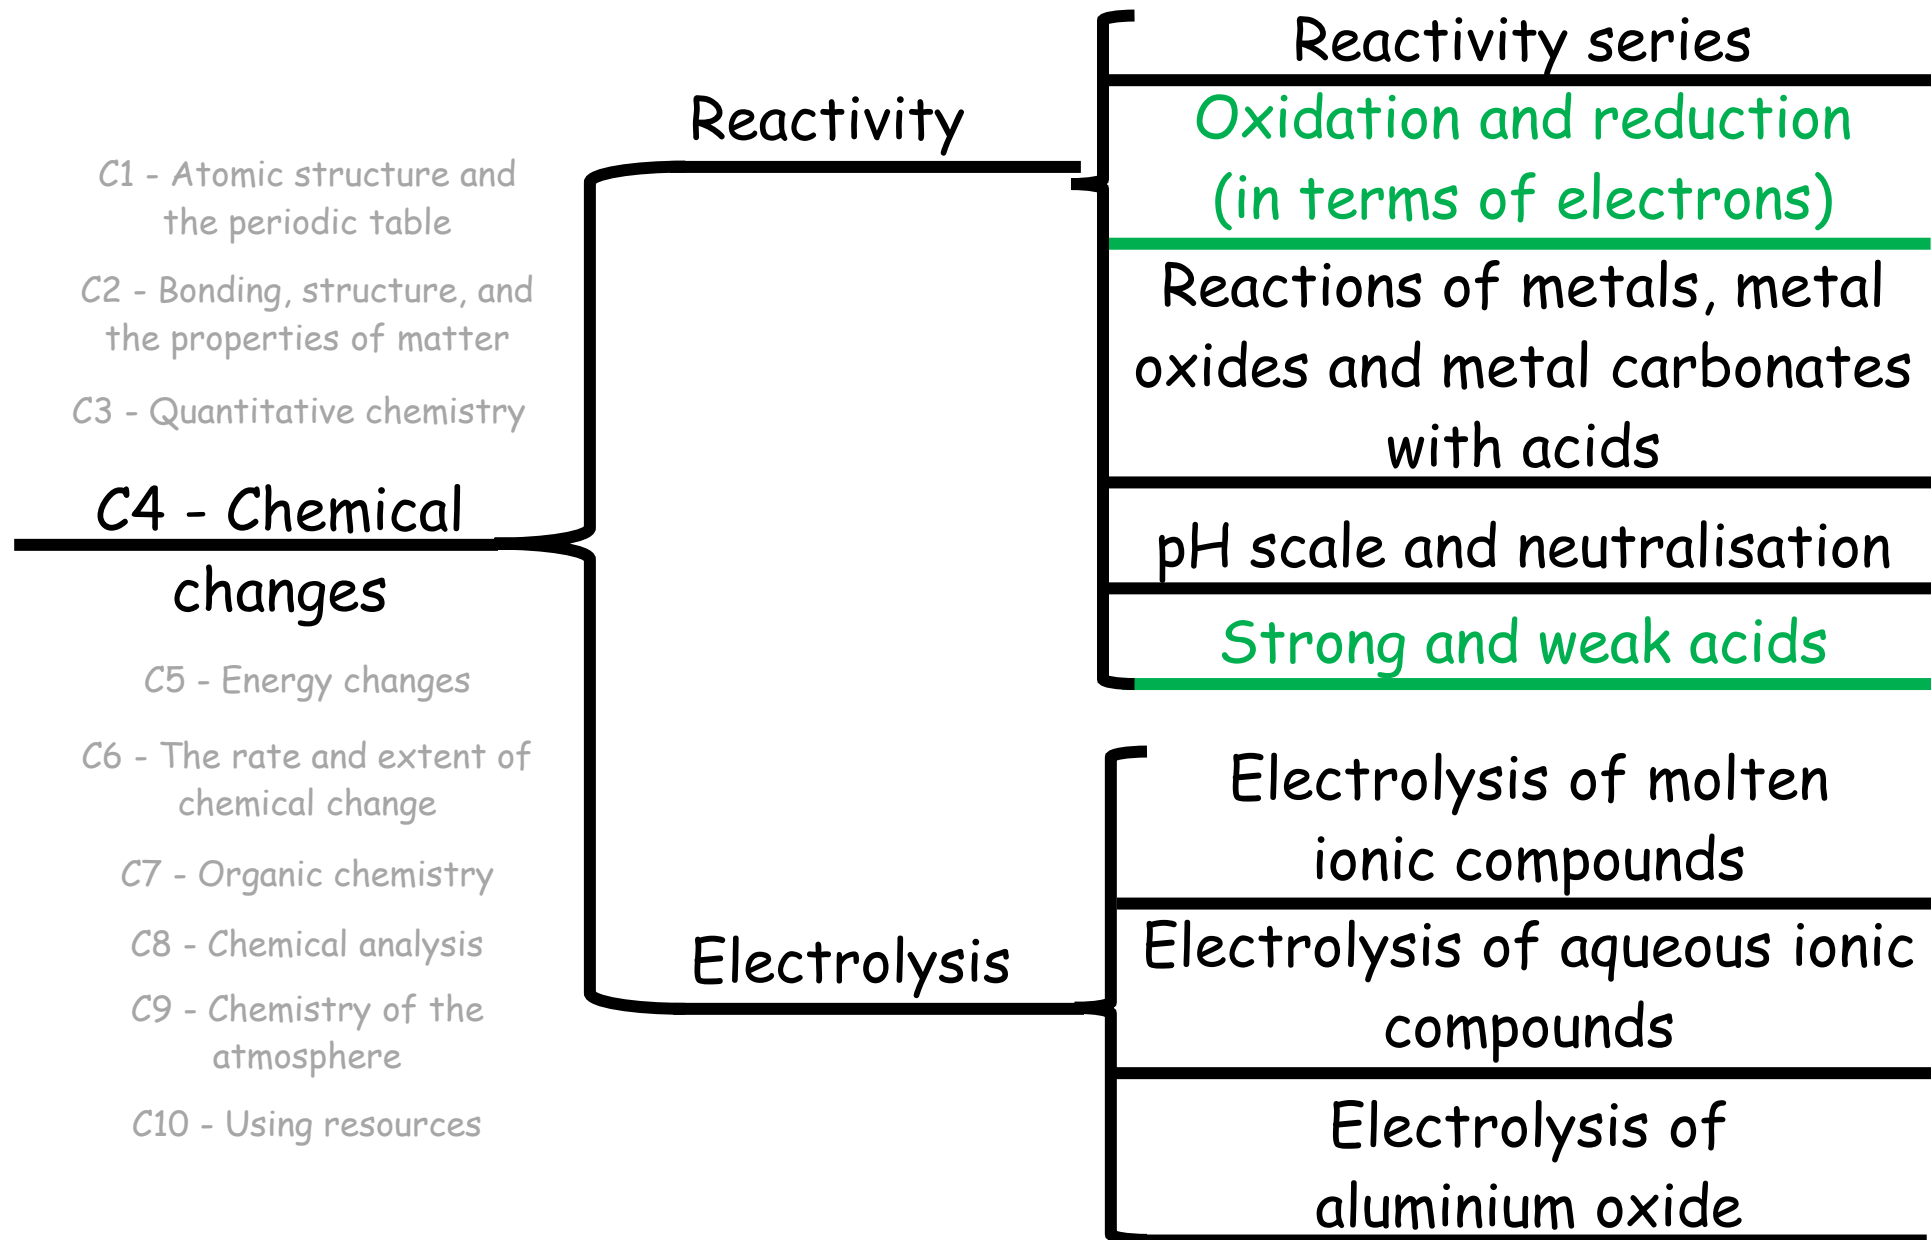 C1 - Atomic structure and
the periodic table
C2 - Bonding, structure, and
the properties of matter
C3 - Quantitative chemistry
C4 - Chemical
changes
C5 - Energy changes
C6 - The rate and extent of
chemical change
C7 - Organic chemistry
C8 - Chemical analysis
C9 - Chemistry of the
atmosphere
C10 - Using resources
Reactivity
Reactivity series
Oxidation and reduction
(in terms of electrons)
Reactions of metals, metal
oxides and metal carbonates
with acids
pH scale and neutralisation
Strong and weak acids
Electrolysis
Electrolysis of molten
ionic compounds
Electrolysis of aqueous ionic
compounds
Electrolysis of
aluminium oxide